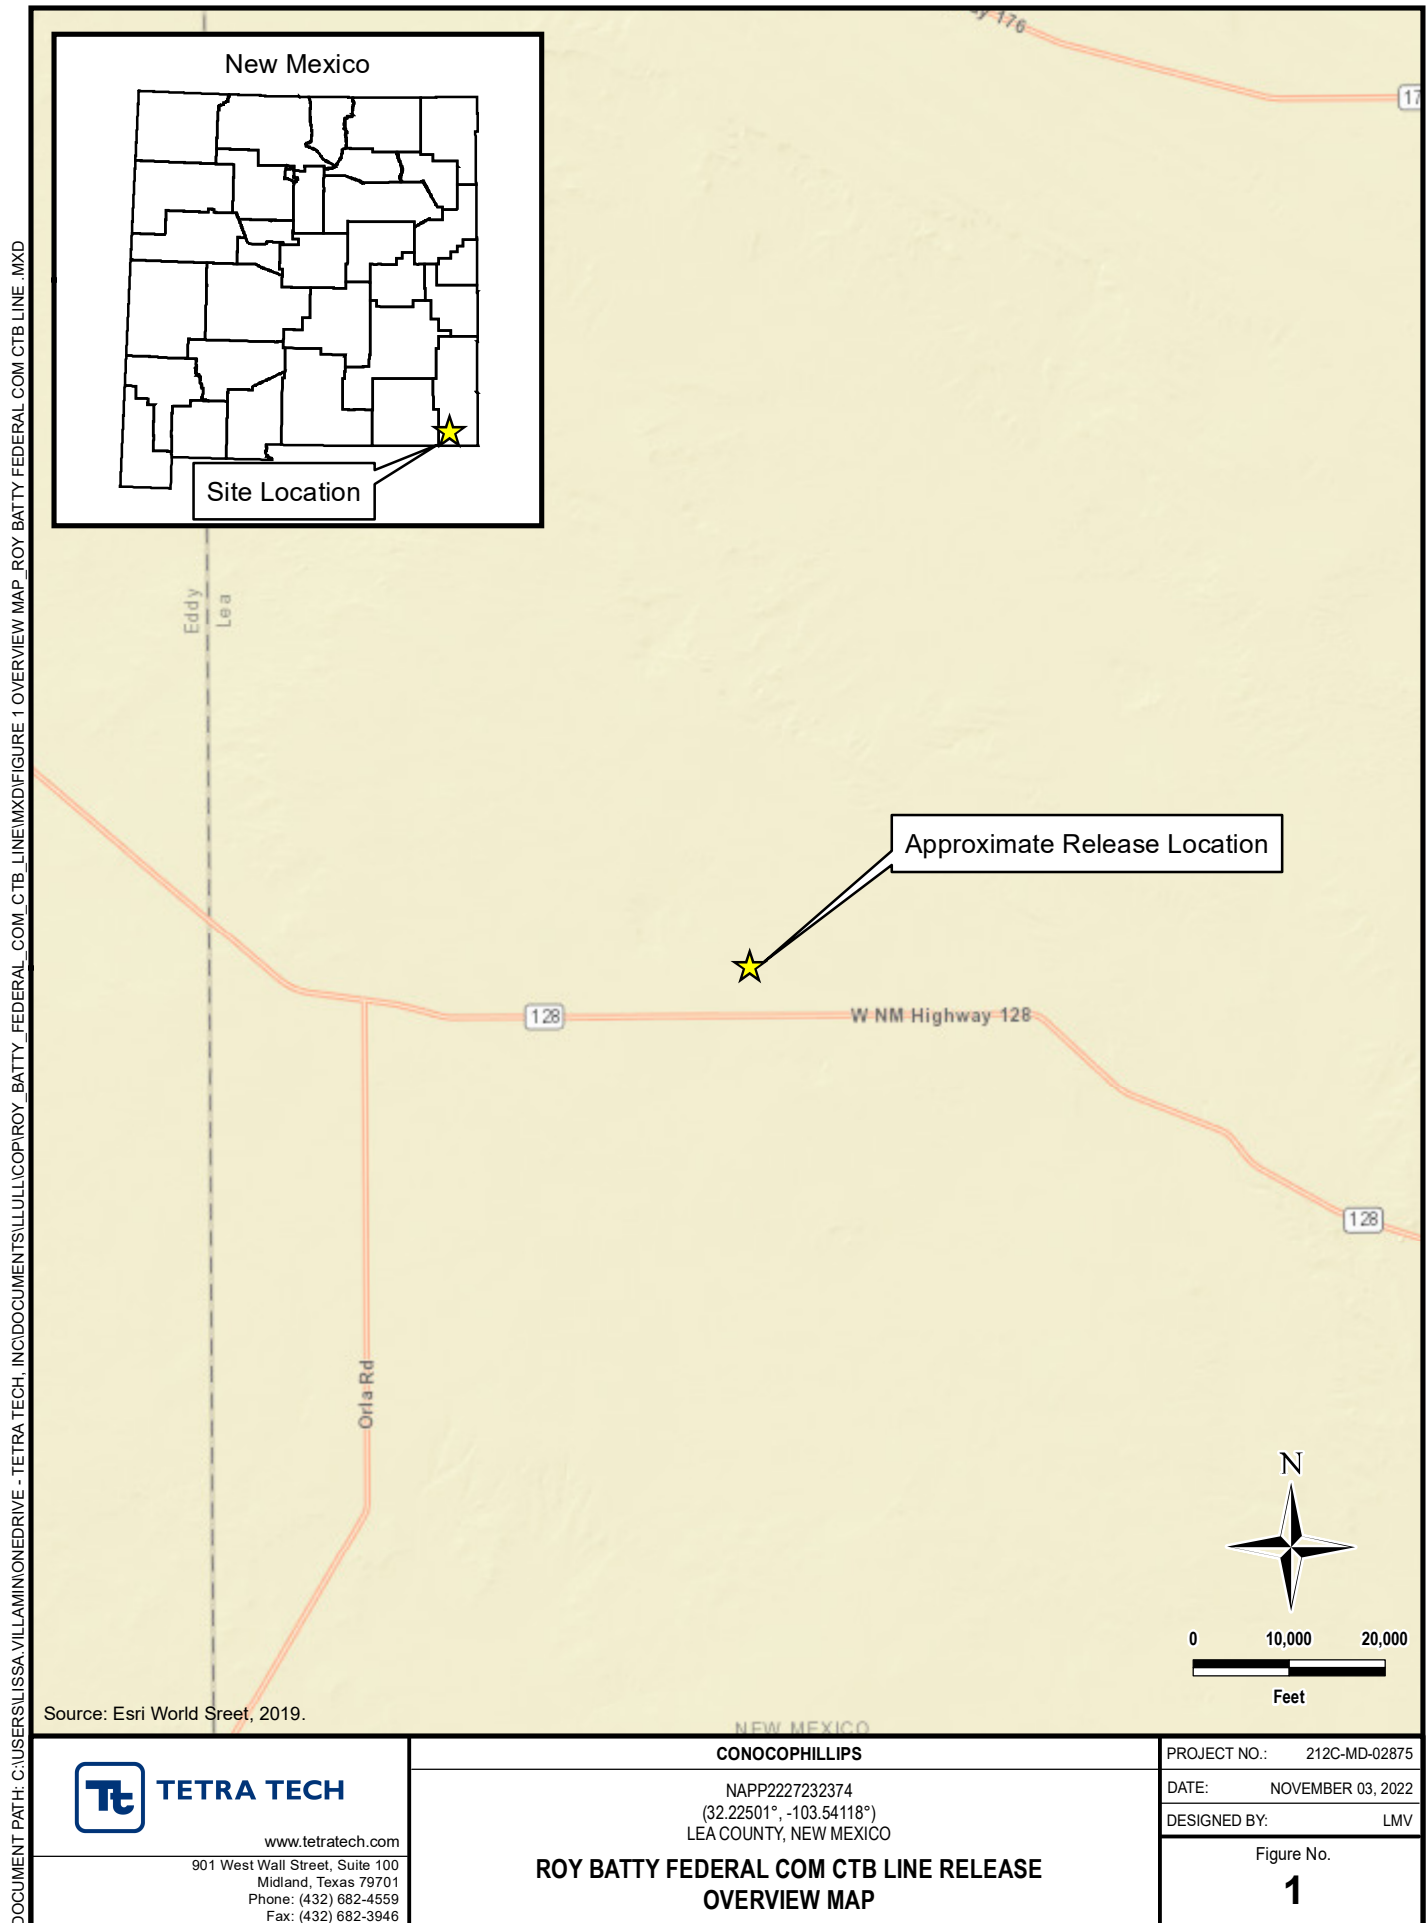 DOCUMENT PATH: C:\USERS\LISSA.VILLAMIN\ONEDRIVE - TETRA TECH, INC\DOCUMENTS\LLULL\COP\ROY_BATTY_FEDERAL_COM_CTB_LINE\MXD\FIGURE 1 OVERVIEW MAP_ROY BATTY FEDERAL COM CTB LINE .MXD
176
17
New Mexico
Site Location
Eddy
Lea
Approximate Release Location
128
W NM Highway 128
128
Orla Rd
N
0 10,000 20,000
Feet
Source: Esri World Sreet, 2019.
NEW MEXICO
Tt TETRA TECH
www.tetratech.com
901 West Wall Street, Suite 100
Midland, Texas 79701
Phone: (432) 682-4559
Fax: (432) 682-3946
CONOCOPHILLIPS
NAPP2227232374
(32.22501°, -103.54118°)
LEA COUNTY, NEW MEXICO
ROY BATTY FEDERAL COM CTB LINE RELEASE
OVERVIEW MAP
PROJECT NO.: 212C-MD-02875
DATE: NOVEMBER 03, 2022
DESIGNED BY: LMV
Figure No.
1